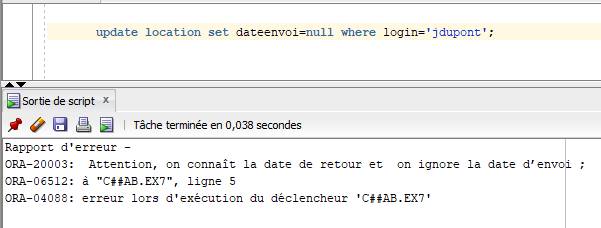 update location set dateenvoi=null where login='jdupont';
Sortie de script x
Tâche terminée en 0,038 secondes
Rapport d'erreur -
ORA-20003:  Attention, on connaît la date de retour et  on ignore la date d’envoi ;
ORA-06512: à "C##AB.EX7", ligne 5
ORA-04088: erreur lors d'exécution du déclencheur 'C##AB.EX7'